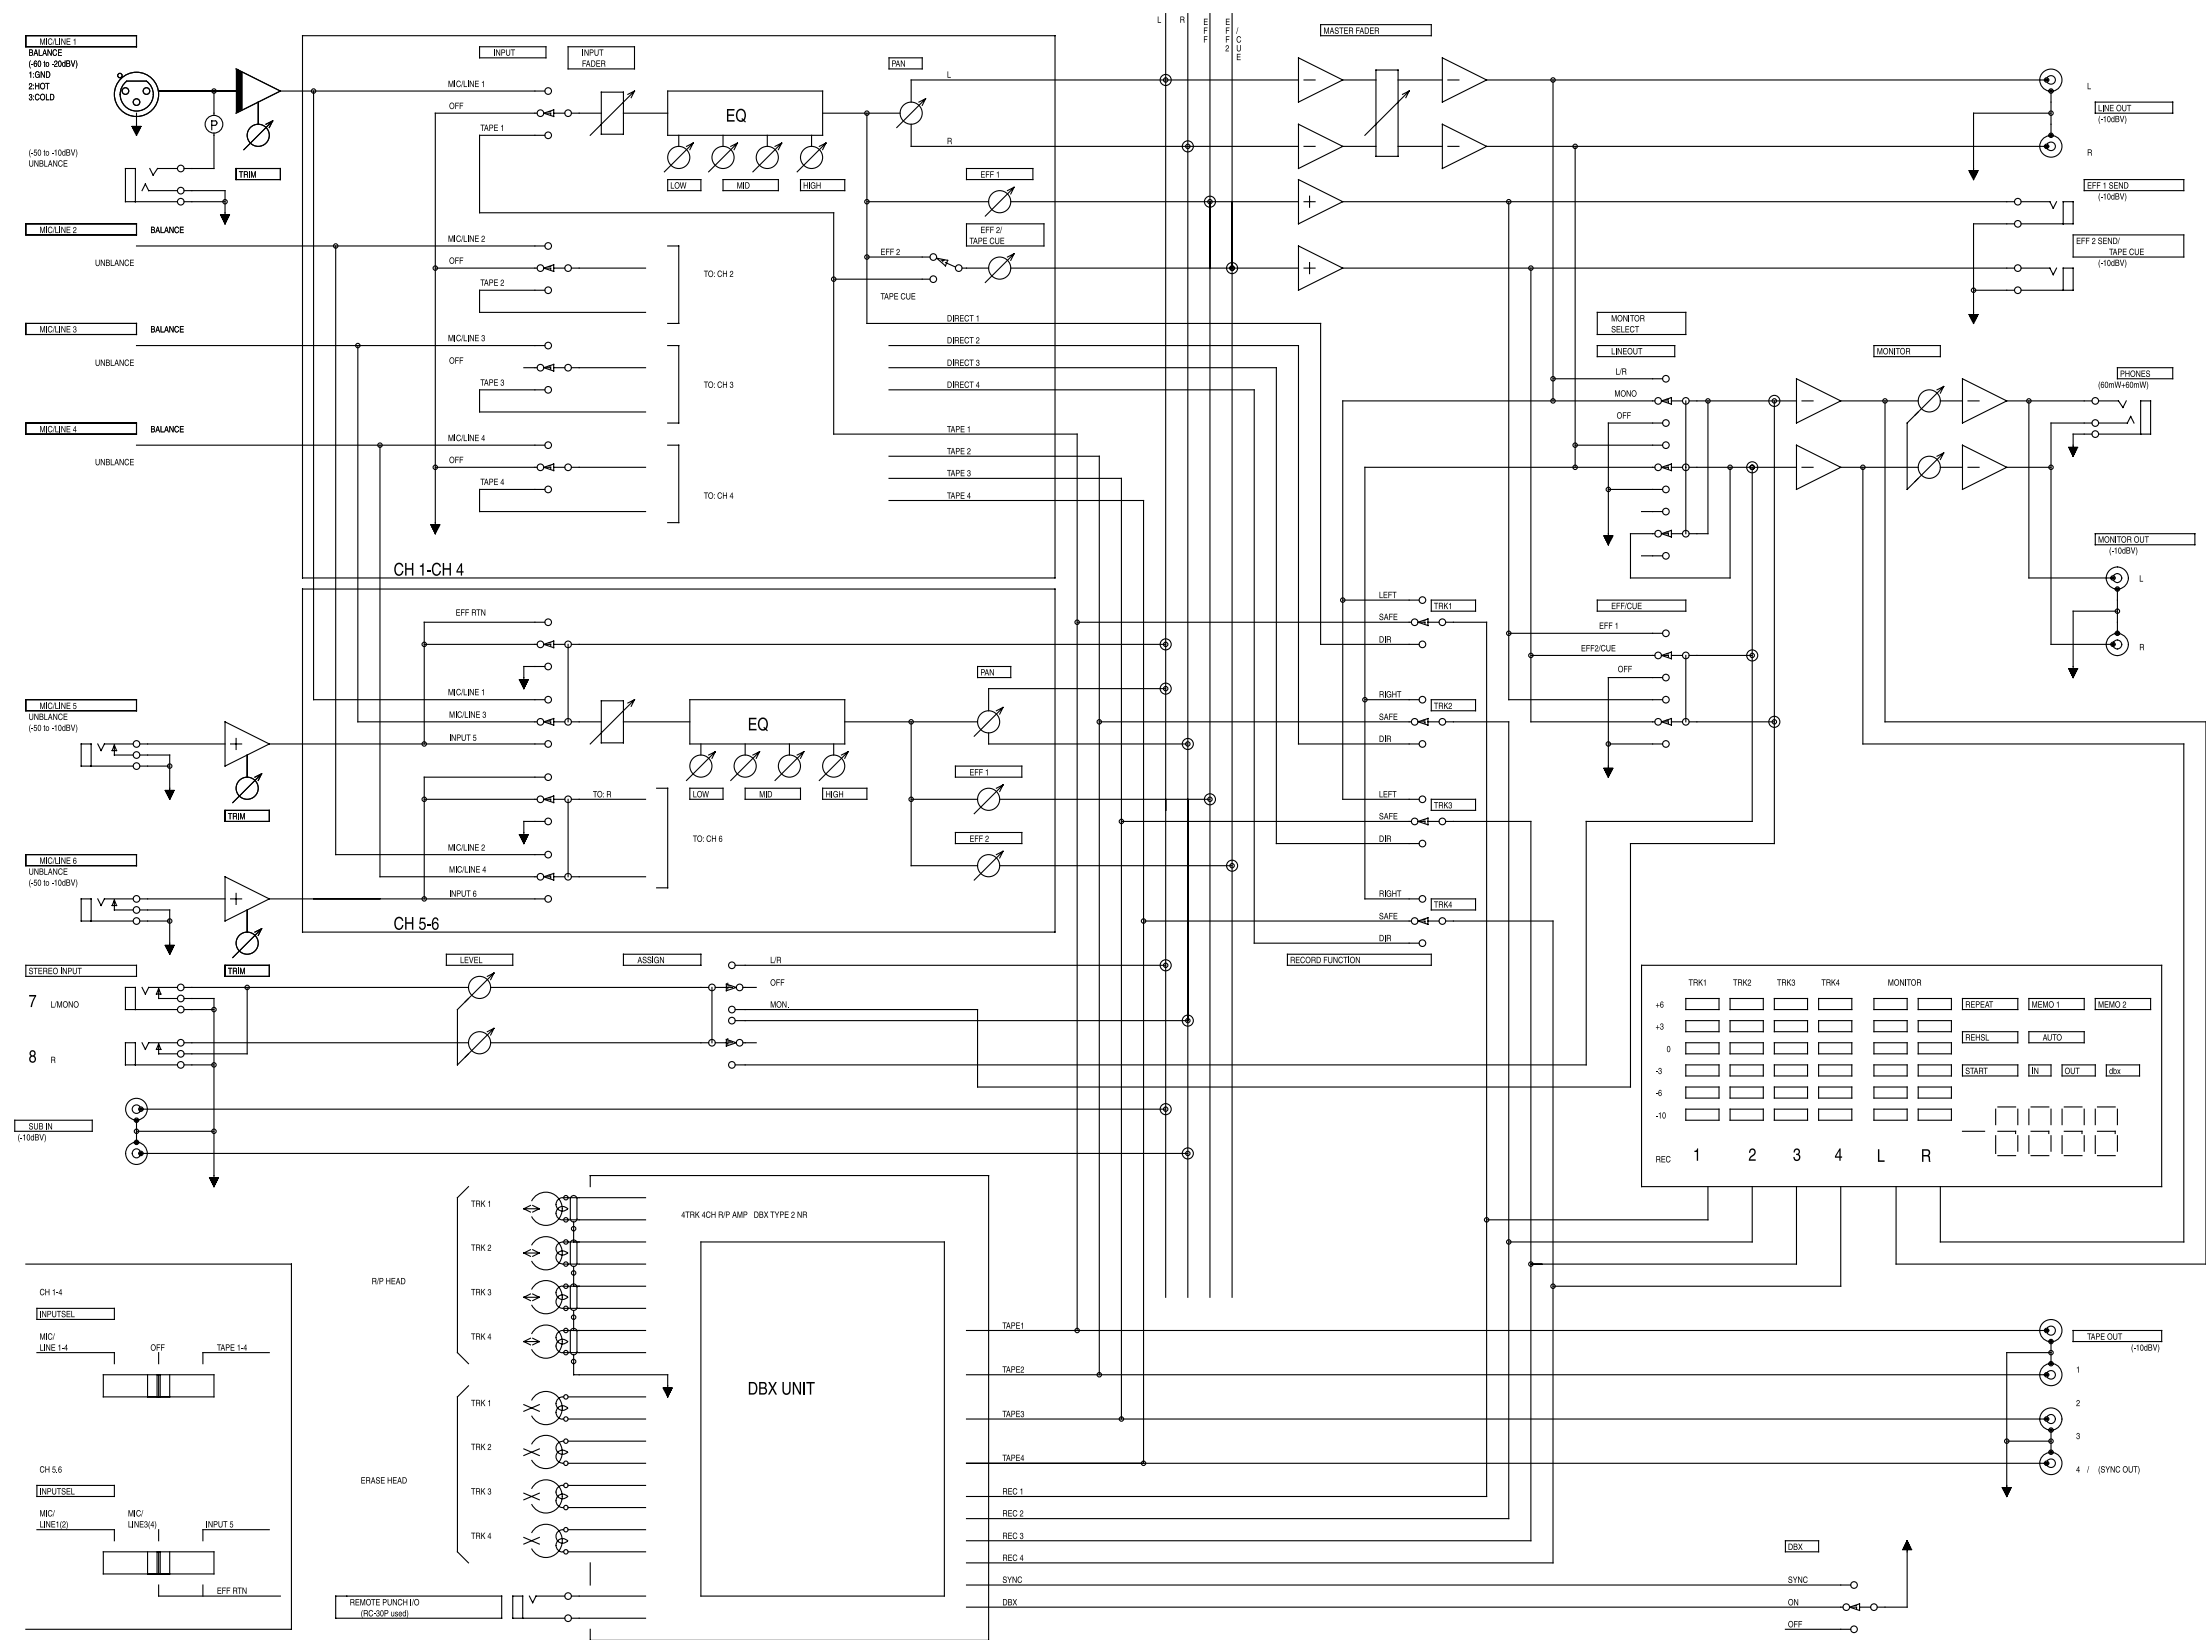 MIC/LINE 1
BALANCE
(-60 to -20dBV)
1:GND
2:HOT
3:COLD
P
(-50 to -10dBV)
UNBLANCE
TRIM
MIC/LINE 2
BALANCE
UNBLANCE
MIC/LINE 3
BALANCE
UNBLANCE
MIC/LINE 4
BALANCE
UNBLANCE
INPUT
INPUT
FADER
MIC/LINE 1
OFF
TAPE 1
EQ
LOW
MID
HIGH
PAN
L
R
EFF 1
EFF 2/
TAPE CUE
EFF 2
TAPE CUE
MIC/LINE 2
OFF
TAPE 2
TO: CH 2
MIC/LINE 3
OFF
TAPE 3
TO: CH 3
MIC/LINE 4
OFF
TAPE 4
TO: CH 4
DIRECT 1
DIRECT 2
DIRECT 3
DIRECT 4
TAPE 1
TAPE 2
TAPE 3
TAPE 4
CH 1-CH 4
L
R
EFF
EFF2
/CUE
MASTER FADER
L
LINE OUT
(-10dBV)
R
EFF 1 SEND
(-10dBV)
EFF 2 SEND/
TAPE CUE
(-10dBV)
MONITOR
SELECT
LINEOUT
L/R
MONO
OFF
MONITOR
PHONES
(60mW+60mW)
MONITOR OUT
(-10dBV)
L
R
EFF/CUE
EFF 1
EFF2/CUE
OFF
LEFT
TRK1
SAFE
DIR
RIGHT
TRK2
SAFE
DIR
LEFT
TRK3
SAFE
DIR
RIGHT
TRK4
SAFE
DIR
RECORD FUNCTION
MIC/LINE 5
UNBLANCE
(-50 to -10dBV)
TRIM
MIC/LINE 6
UNBLANCE
(-50 to -10dBV)
TRIM
EFF RTN
MIC/LINE 1
MIC/LINE 3
INPUT 5
EQ
LOW
MID
HIGH
PAN
EFF 1
EFF 2
TO: R
TO: CH 6
MIC/LINE 2
MIC/LINE 4
INPUT 6
CH 5-6
STEREO INPUT
7
L/MONO
8
R
LEVEL
ASSIGN
L/R
OFF
MON.
SUB IN
(-10dBV)
TRK1
TRK2
TRK3
TRK4
MONITOR
+6
+3
0
-3
-6
-10
REPEAT
MEMO 1
MEMO 2
REHSL
AUTO
START
IN
OUT
dbx
REC
1
2
3
4
L
R
R/P HEAD
TRK 1
TRK 2
TRK 3
TRK 4
ERASE HEAD
TRK 1
TRK 2
TRK 3
TRK 4
4TRK 4CH R/P AMP DBX TYPE 2 NR
DBX UNIT
REMOTE PUNCH I/O
(RC-30P used)
TAPE1
TAPE2
TAPE3
TAPE4
REC 1
REC 2
REC 3
REC 4
SYNC
DBX
TAPE OUT
(-10dBV)
1
2
3
4 / (SYNC OUT)
DBX
SYNC
ON
OFF
CH 1-4
INPUTSEL
MIC/
LINE 1-4
OFF
TAPE 1-4
CH 5.6
INPUTSEL
MIC/
LINE1(2)
MIC/
LINE3(4)
INPUT 5
EFF RTN